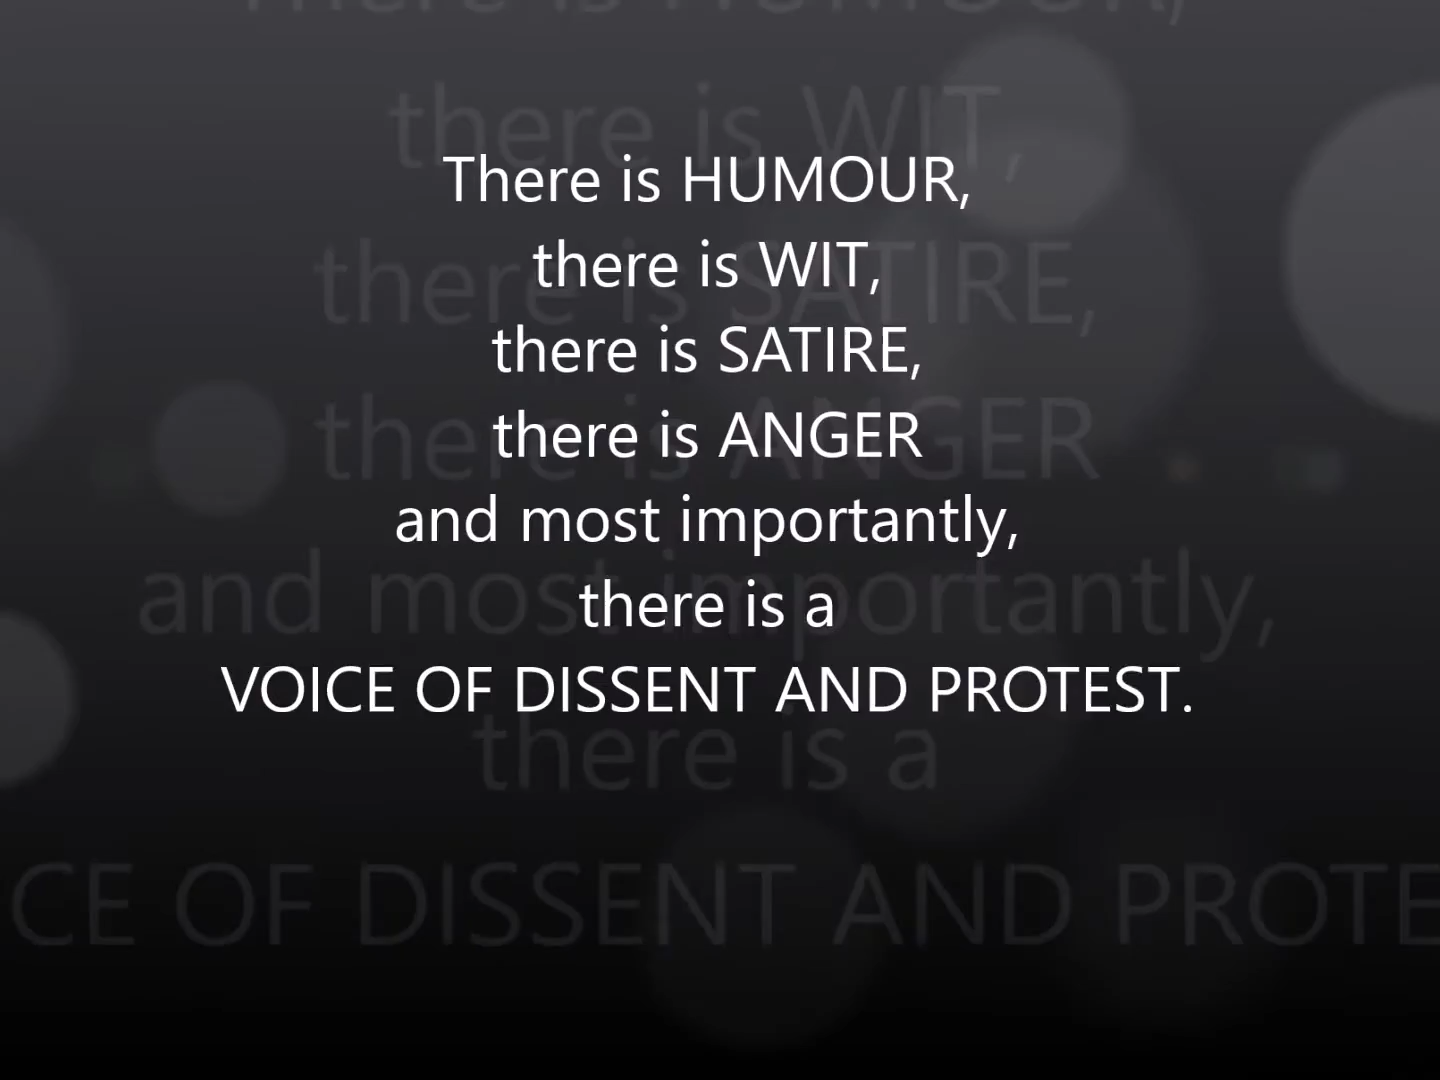 There is HUMOUR,
there is WIT,
there is SATIRE,
there is ANGER
and most importantly,
there is a
VOICE OF DISSENT AND PROTEST.